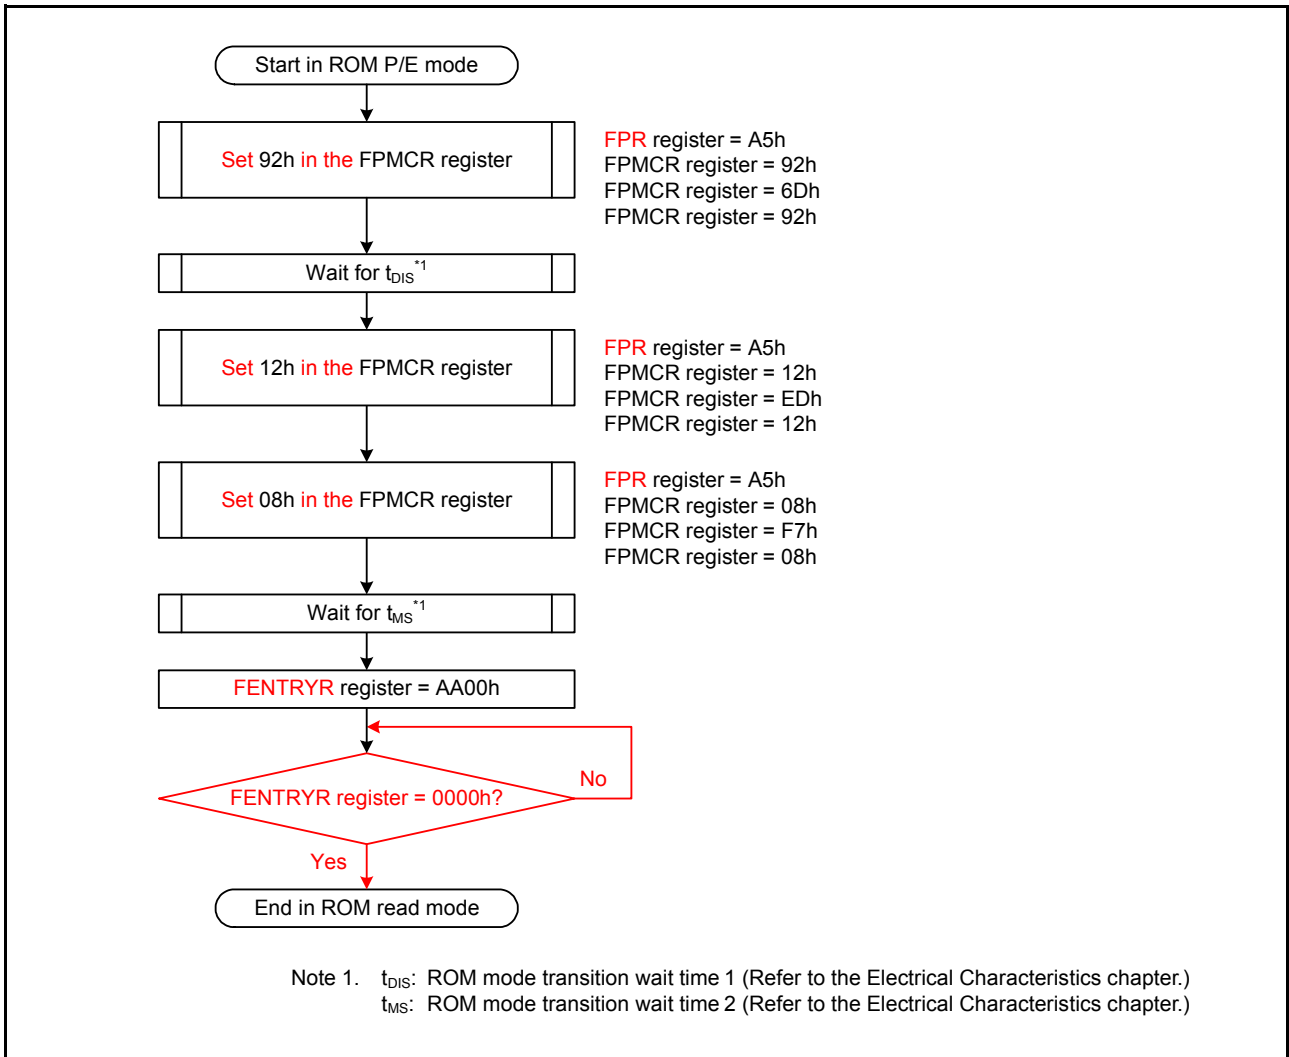 Start in ROM P/E mode
Set 92h in the FPMCR register
FPR register = A5h
FPMCR register = 92h
FPMCR register = 6Dh
FPMCR register = 92h
Wait for tDIS*1
Set 12h in the FPMCR register
FPR register = A5h
FPMCR register = 12h
FPMCR register = EDh
FPMCR register = 12h
Set 08h in the FPMCR register
FPR register = A5h
FPMCR register = 08h
FPMCR register = F7h
FPMCR register = 08h
Wait for tMS*1
FENTRYR register = AA00h
FENTRYR register = 0000h?
No
Yes
End in ROM read mode
Note 1. tDIS: ROM mode transition wait time 1 (Refer to the Electrical Characteristics chapter.)
tMS: ROM mode transition wait time 2 (Refer to the Electrical Characteristics chapter.)